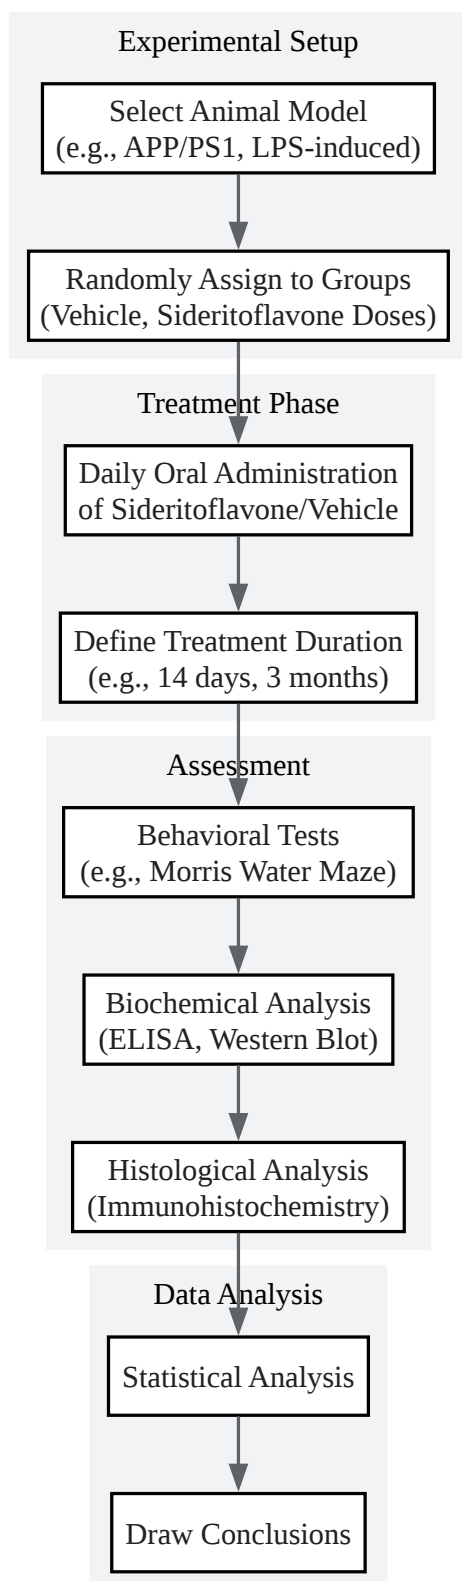 Experimental Setup
Select Animal Model
(e.g., APP/PS1, LPS-induced)
Randomly Assign to Groups
(Vehicle, Sideritoflavone Doses)
Treatment Phase
Daily Oral Administration
of Sideritoflavone/Vehicle
Define Treatment Duration
(e.g., 14 days, 3 months)
Assessment
Behavioral Tests
(e.g., Morris Water Maze)
Biochemical Analysis
(ELISA, Western Blot)
Histological Analysis
(Immunohistochemistry)
Data Analysis
Statistical Analysis
Draw Conclusions